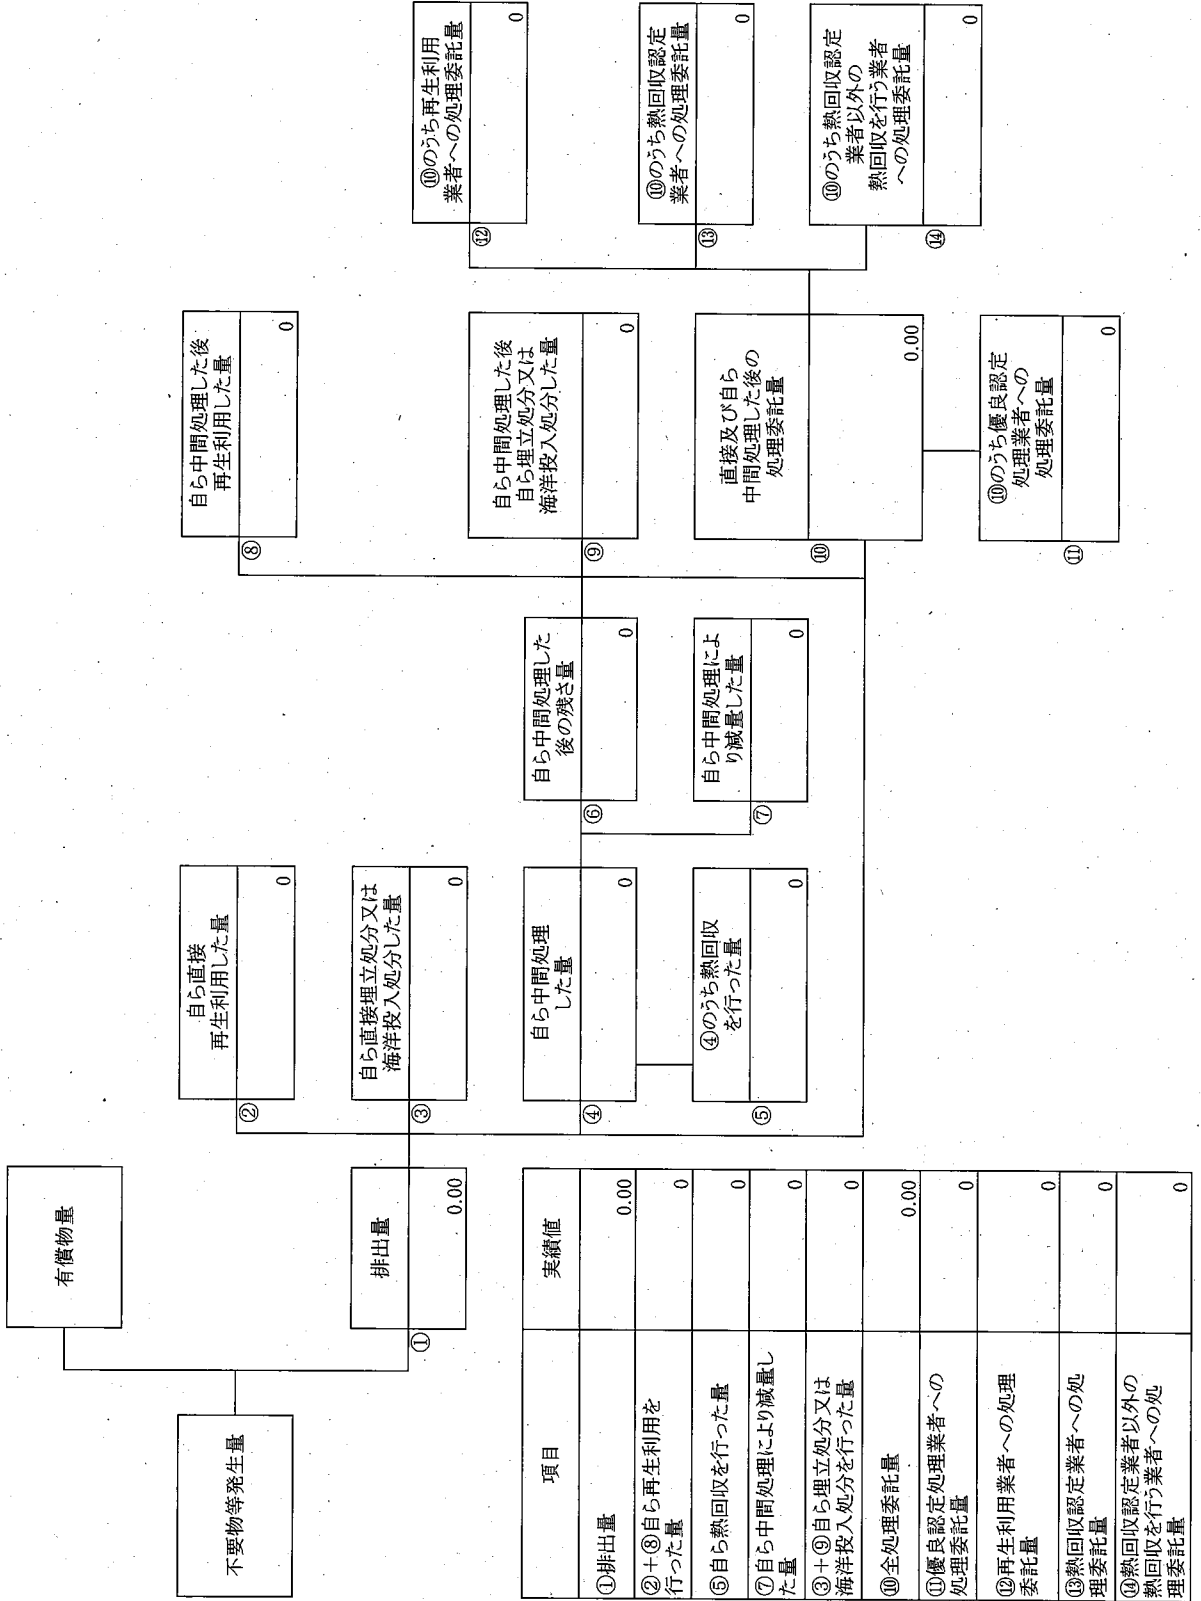 不要物等発生量
有償物量
排出量
①
0.00
自ら直接
再生利用した量
②
0
自ら直接埋立処分又は
海洋投入処分した量
③
0
自ら中間処理
した量
④
0
④のうち熱回収
を行った量
⑤
0
自ら中間処理した
後の残さ量
⑥
0
自ら中間処理によ
り減量した量
⑦
0
自ら中間処理した後
再生利用した量
⑧
0
自ら中間処理した後
自ら埋立処分又は
海洋投入処分した量
⑨
0
直接及び自ら
中間処理した後の
処理委託量
⑩
0.00
⑩のうち優良認定
処理業者への
処理委託量
⑪
0
⑩のうち再生利用
業者への処理委託量
⑫
0
⑩のうち熱回収認定
業者への処理委託量
⑬
0
⑩のうち熱回収認定
業者以外の
熱回収を行う業者
への処理委託量
⑭
0
項目 実績値
①排出量 0.00
②+⑧自ら再生利用を
行った量 0
⑤自ら熱回収を行った量 0
⑦自ら中間処理により減量し
た量 0
③+⑨自ら埋立処分又は
海洋投入処分を行った量 0
⑩全処理委託量 0.00
⑪優良認定処理業者への
処理委託量 0
⑫再生利用業者への処理
委託量 0
⑬熱回収認定業者への処
理委託量 0
⑭熱回収認定業者以外の
熱回収を行う業者への処
理委託量 0